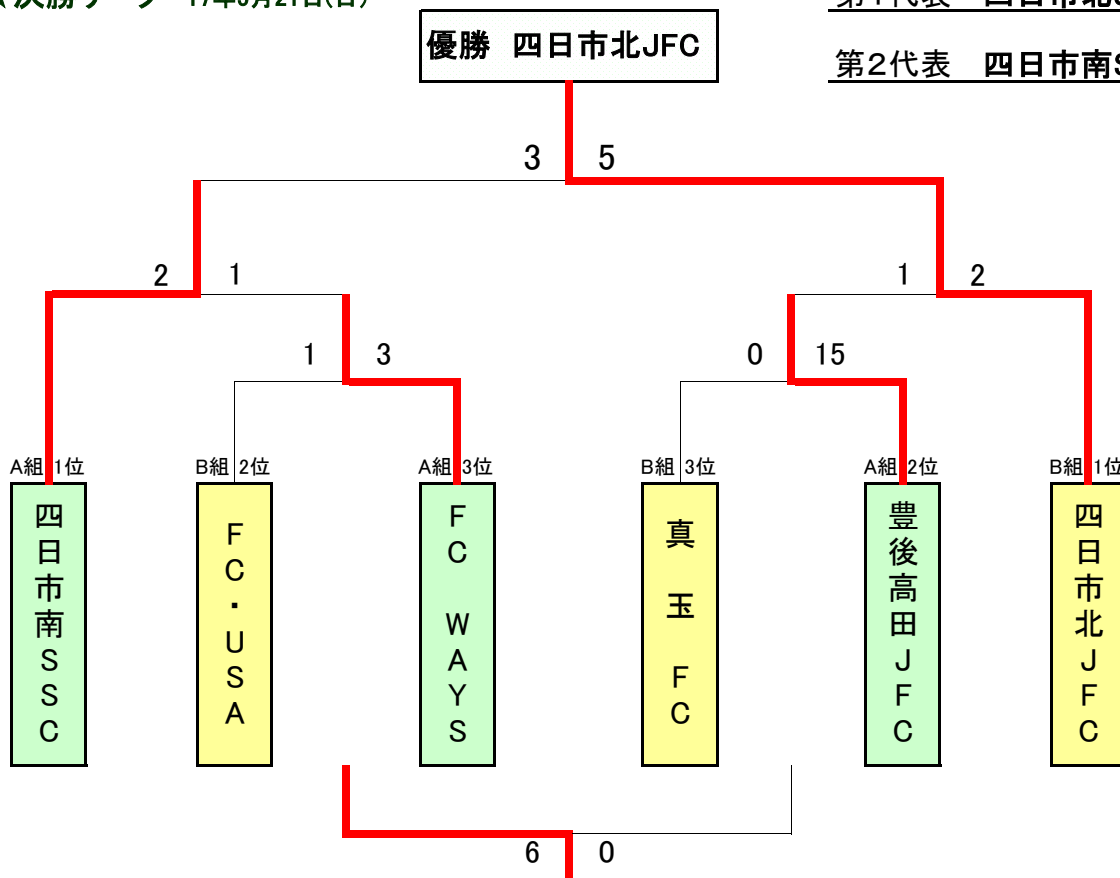 優勝 四日市北JFC
第2代表 四日市南S
3 5
2 1
1 2
1 3
0 15
A組 1位
B組 2位
A組 3位
B組 3位
A組 2位
B組 1位
四日市南SSC
FC・USA
FC WAYS
真玉 FC
豊後高田JFC
四日市北JFC
6 0